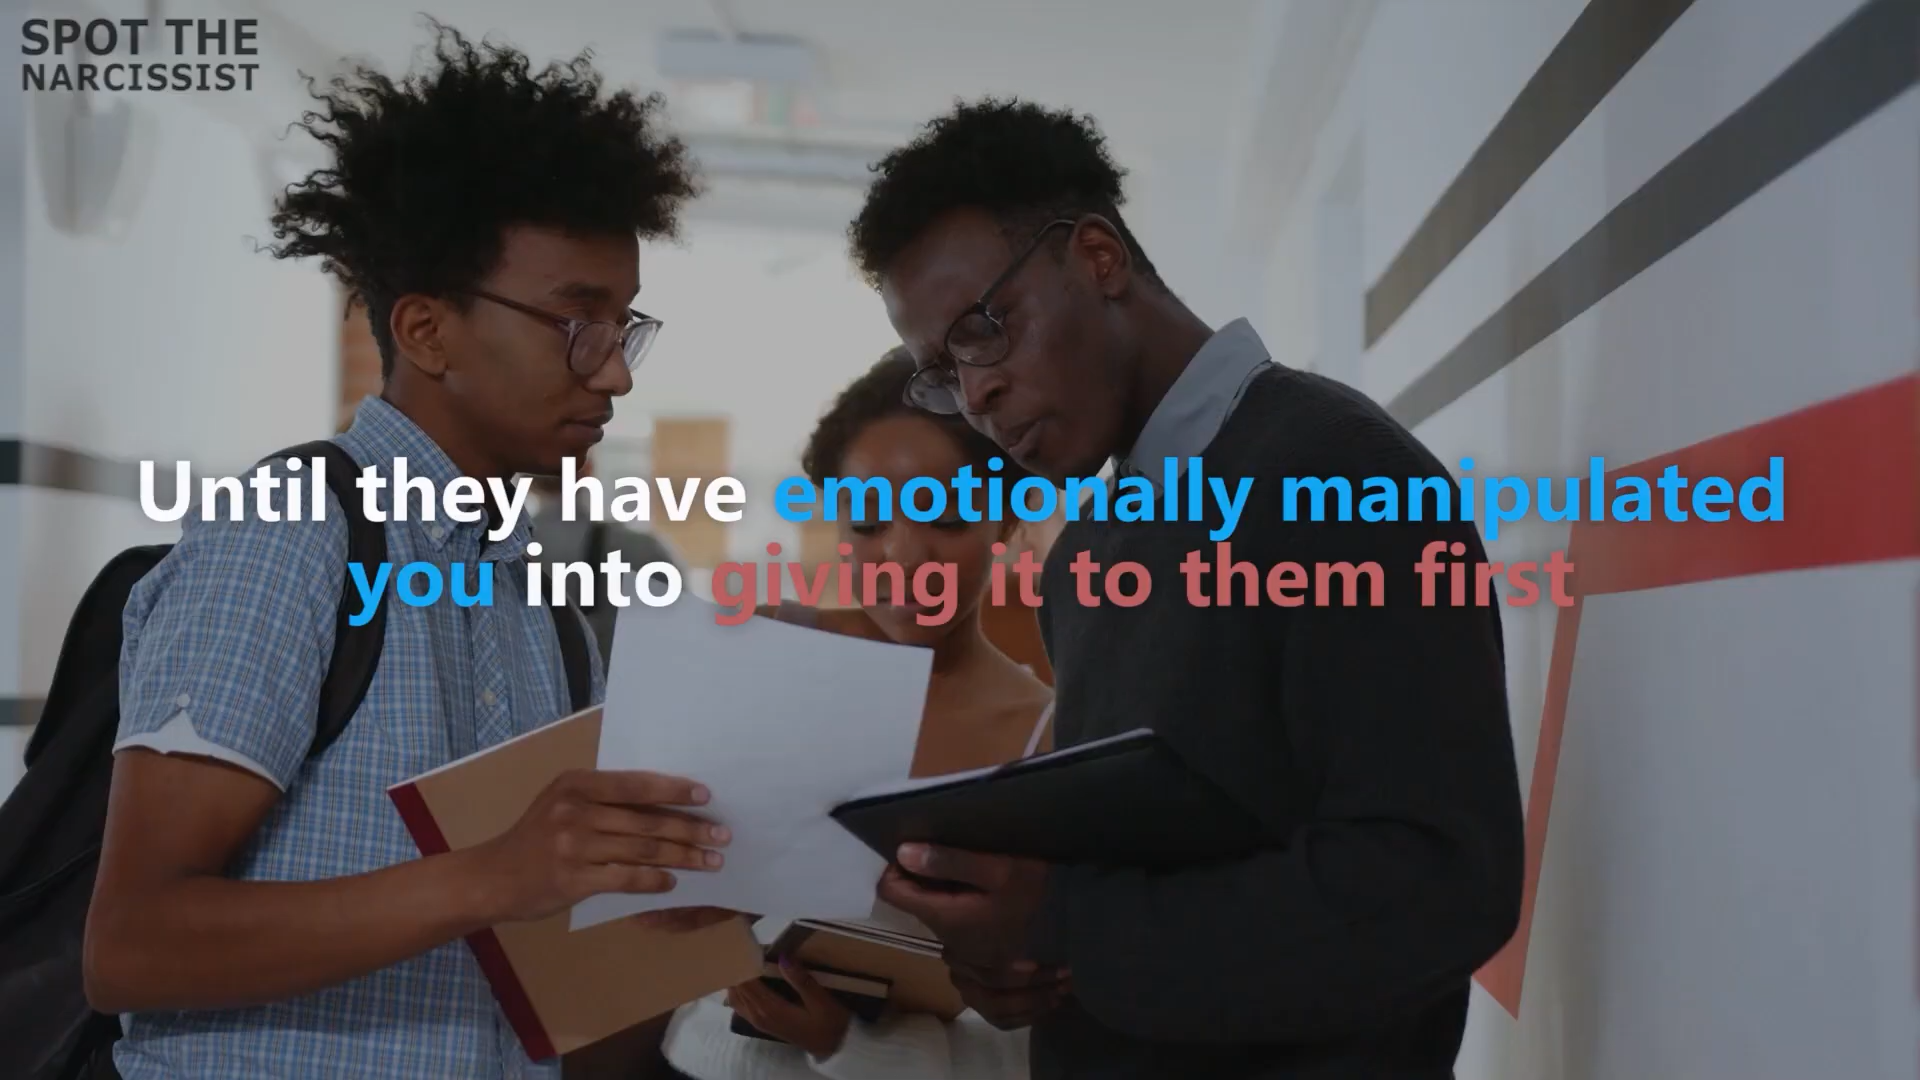 SPOT THE
NARCISSIST
Until they have emotionally manipulated
you into giving it to them first